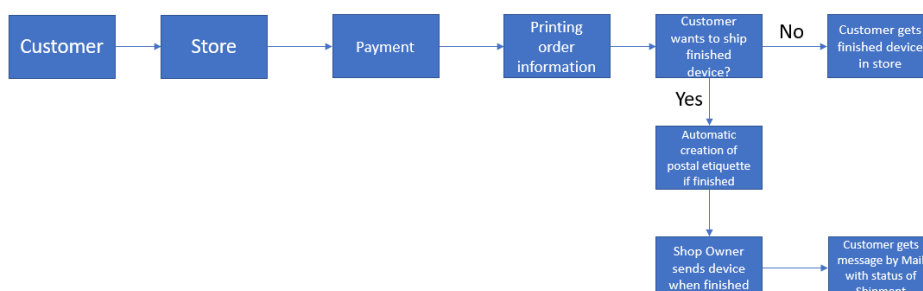 Customer
Store
Payment
Printing
order
information
Customer
wants to ship
finished
device?
No
Customer gets
finished device
in store
Yes
Automatic
creation of
postal etiquette
if finished
Shop Owner
sends device
when finished
Customer gets
message by Mail
with status of
Shipment